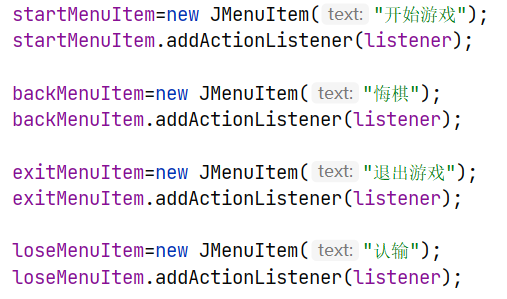 startMenuItem=new JMenuItem( text: "开始游戏");
startMenuItem.addActionListener(listener);
backMenuItem=new JMenuItem( text: "悔棋");
backMenuItem.addActionListener(listener);
exitMenuItem=new JMenuItem( text: "退出游戏");
exitMenuItem.addActionListener(listener);
loseMenuItem=new JMenuItem( text: "认输");
loseMenuItem.addActionListener(listener);